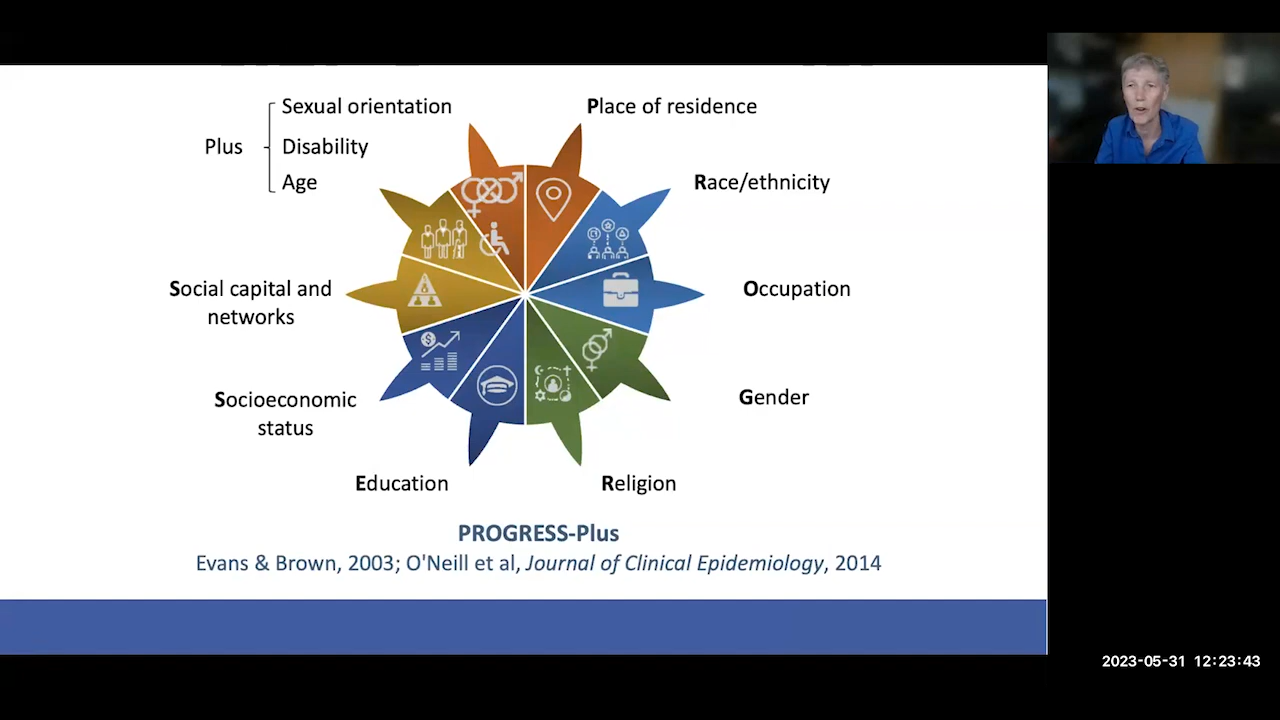 Sexual orientation
Plus
Disability
Age
Place of residence
Race/ethnicity
Social capital and
networks
Occupation
Socioeconomic
status
Gender
Education
Religion
PROGRESS-Plus
Evans & Brown, 2003; O'Neill et al, Journal of Clinical Epidemiology, 2014
2023-05-31 12:23:43